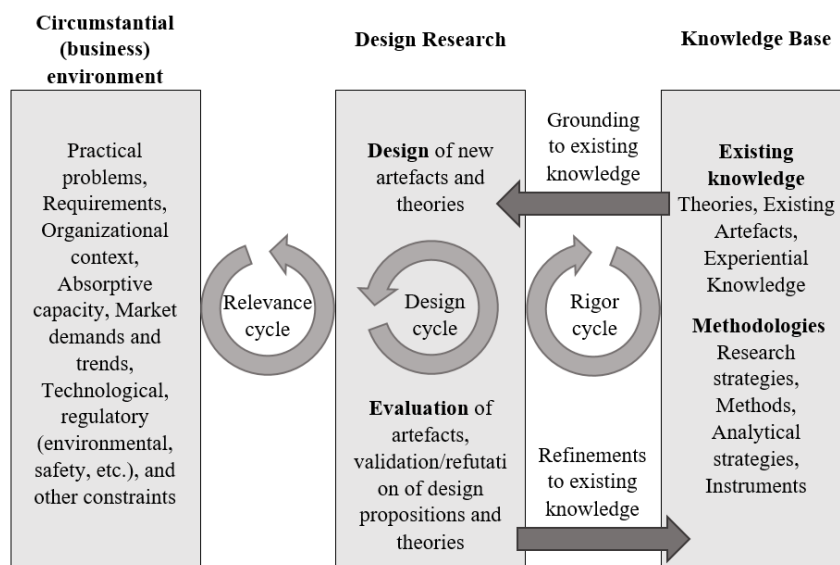 Circumstantial
(business)
environment
Practical
problems,
Requirements,
Organizational
context,
Absorptive
capacity, Market
demands and
trends,
Technological,
regulatory
(environmental,
safety, etc.), and
other constraints
Relevance
cycle
Design Research
Design of new
artefacts and
theories
Design
cycle
Evaluation of
artefacts,
validation/refutati
on of design
propositions and
theories
Grounding
to existing
knowledge
Rigor
cycle
Refinements
to existing
knowledge
Knowledge Base
Existing
knowledge
Theories, Existing
Artefacts,
Experiential
Knowledge
Methodologies
Research
strategies,
Methods,
Analytical
strategies,
Instruments